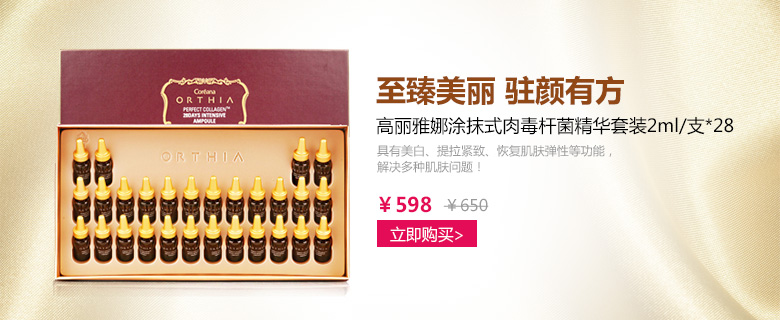 Coréana
ORTHIA
PERFECT COLLAGEN™
28DAYS INTENSIVE
AMPOULE
ORTHIA
至臻美丽 驻颜有方
高丽雅娜涂抹式肉毒杆菌精华套装2ml/支*28
具有美白、提拉紧致、恢复肌肤弹性等功能，
解决多种肌肤问题！
￥598 ￥650
立即购买>